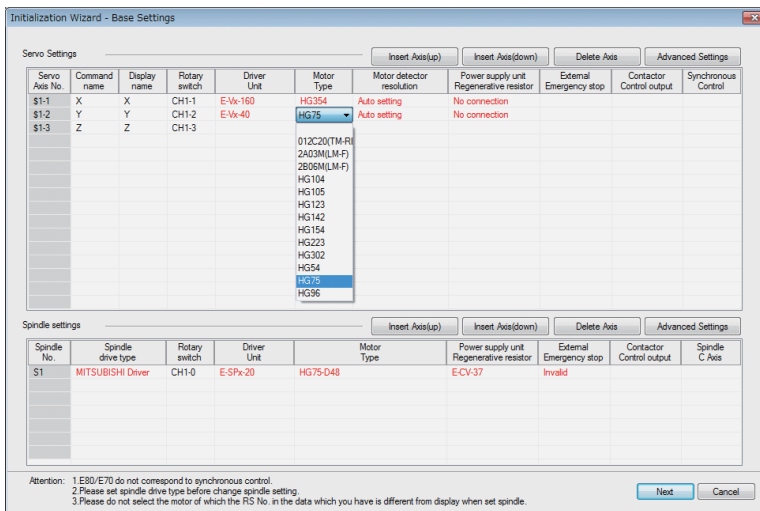 Initialization Wizard - Base Settings
Servo Settings
Insert Axis(up) Insert Axis(down) Delete Axis Advanced Settings
Servo Axis No. Command name Display name Rotary switch Driver Unit Motor Type Motor detector resolution Power supply unit Regenerative resistor External Emergency stop Contactor Control output Synchronous Control
$1-1 X X CH1-1 E-Vx-160 HG354 Auto setting No connection
$1-2 Y Y CH1-2 E-Vx-40 HG75 Auto setting No connection
$1-3 Z Z CH1-3
012C20(TM-RI
2A03M(LM-F)
2B06M(LM-F)
HG104
HG105
HG123
HG142
HG154
HG223
HG302
HG54
HG75
HG96
Spindle settings
Insert Axis(up) Insert Axis(down) Delete Axis Advanced Settings
Spindle No. Spindle drive type Rotary switch Driver Unit Motor Type Power supply unit Regenerative resistor External Emergency stop Contactor Control output Spindle C Axis
S1 MITSUBISHI Driver CH1-0 E-SPx-20 HG75-D48 E-CV-37 Invalid
Attention: 1.E80/E70 do not correspond to synchronous control.
2.Please set spindle drive type before change spindle setting.
3.Please do not select the motor of which the RS No. in the data which you have is different from display when set spindle.
Next Cancel